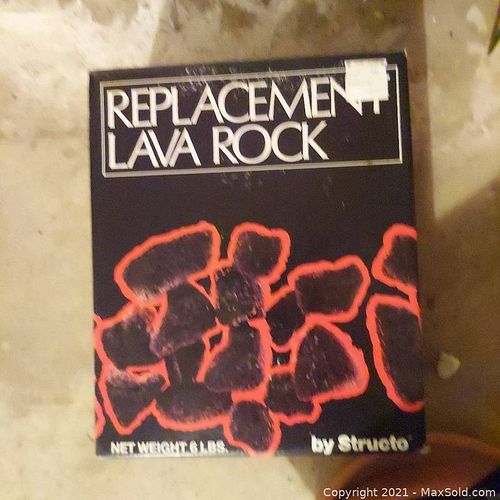 REPLACEMENT
LAVA ROCK
NET WEIGHT 6 LBS.
by Structo
Copyright 2021 - MaxSold.com